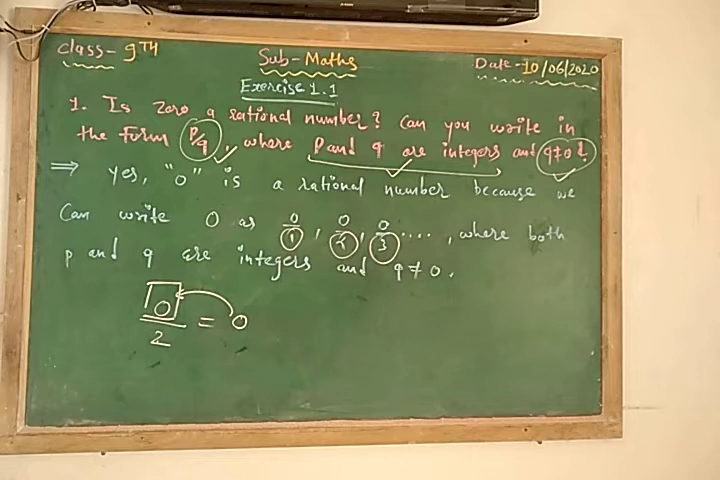 Class- 9TH Sub- Maths Date- 10/06/2020
Exercise 1.1
1. Is zero a rational number? Can you write in
the form P/q, where P and q are integers and q≠0?
⇒ yes, "0" is a rational number because we
Can write 0 as 0/1, 0/2, 0/3...., where both
p and q are integers and q≠0.
0/2 = 0